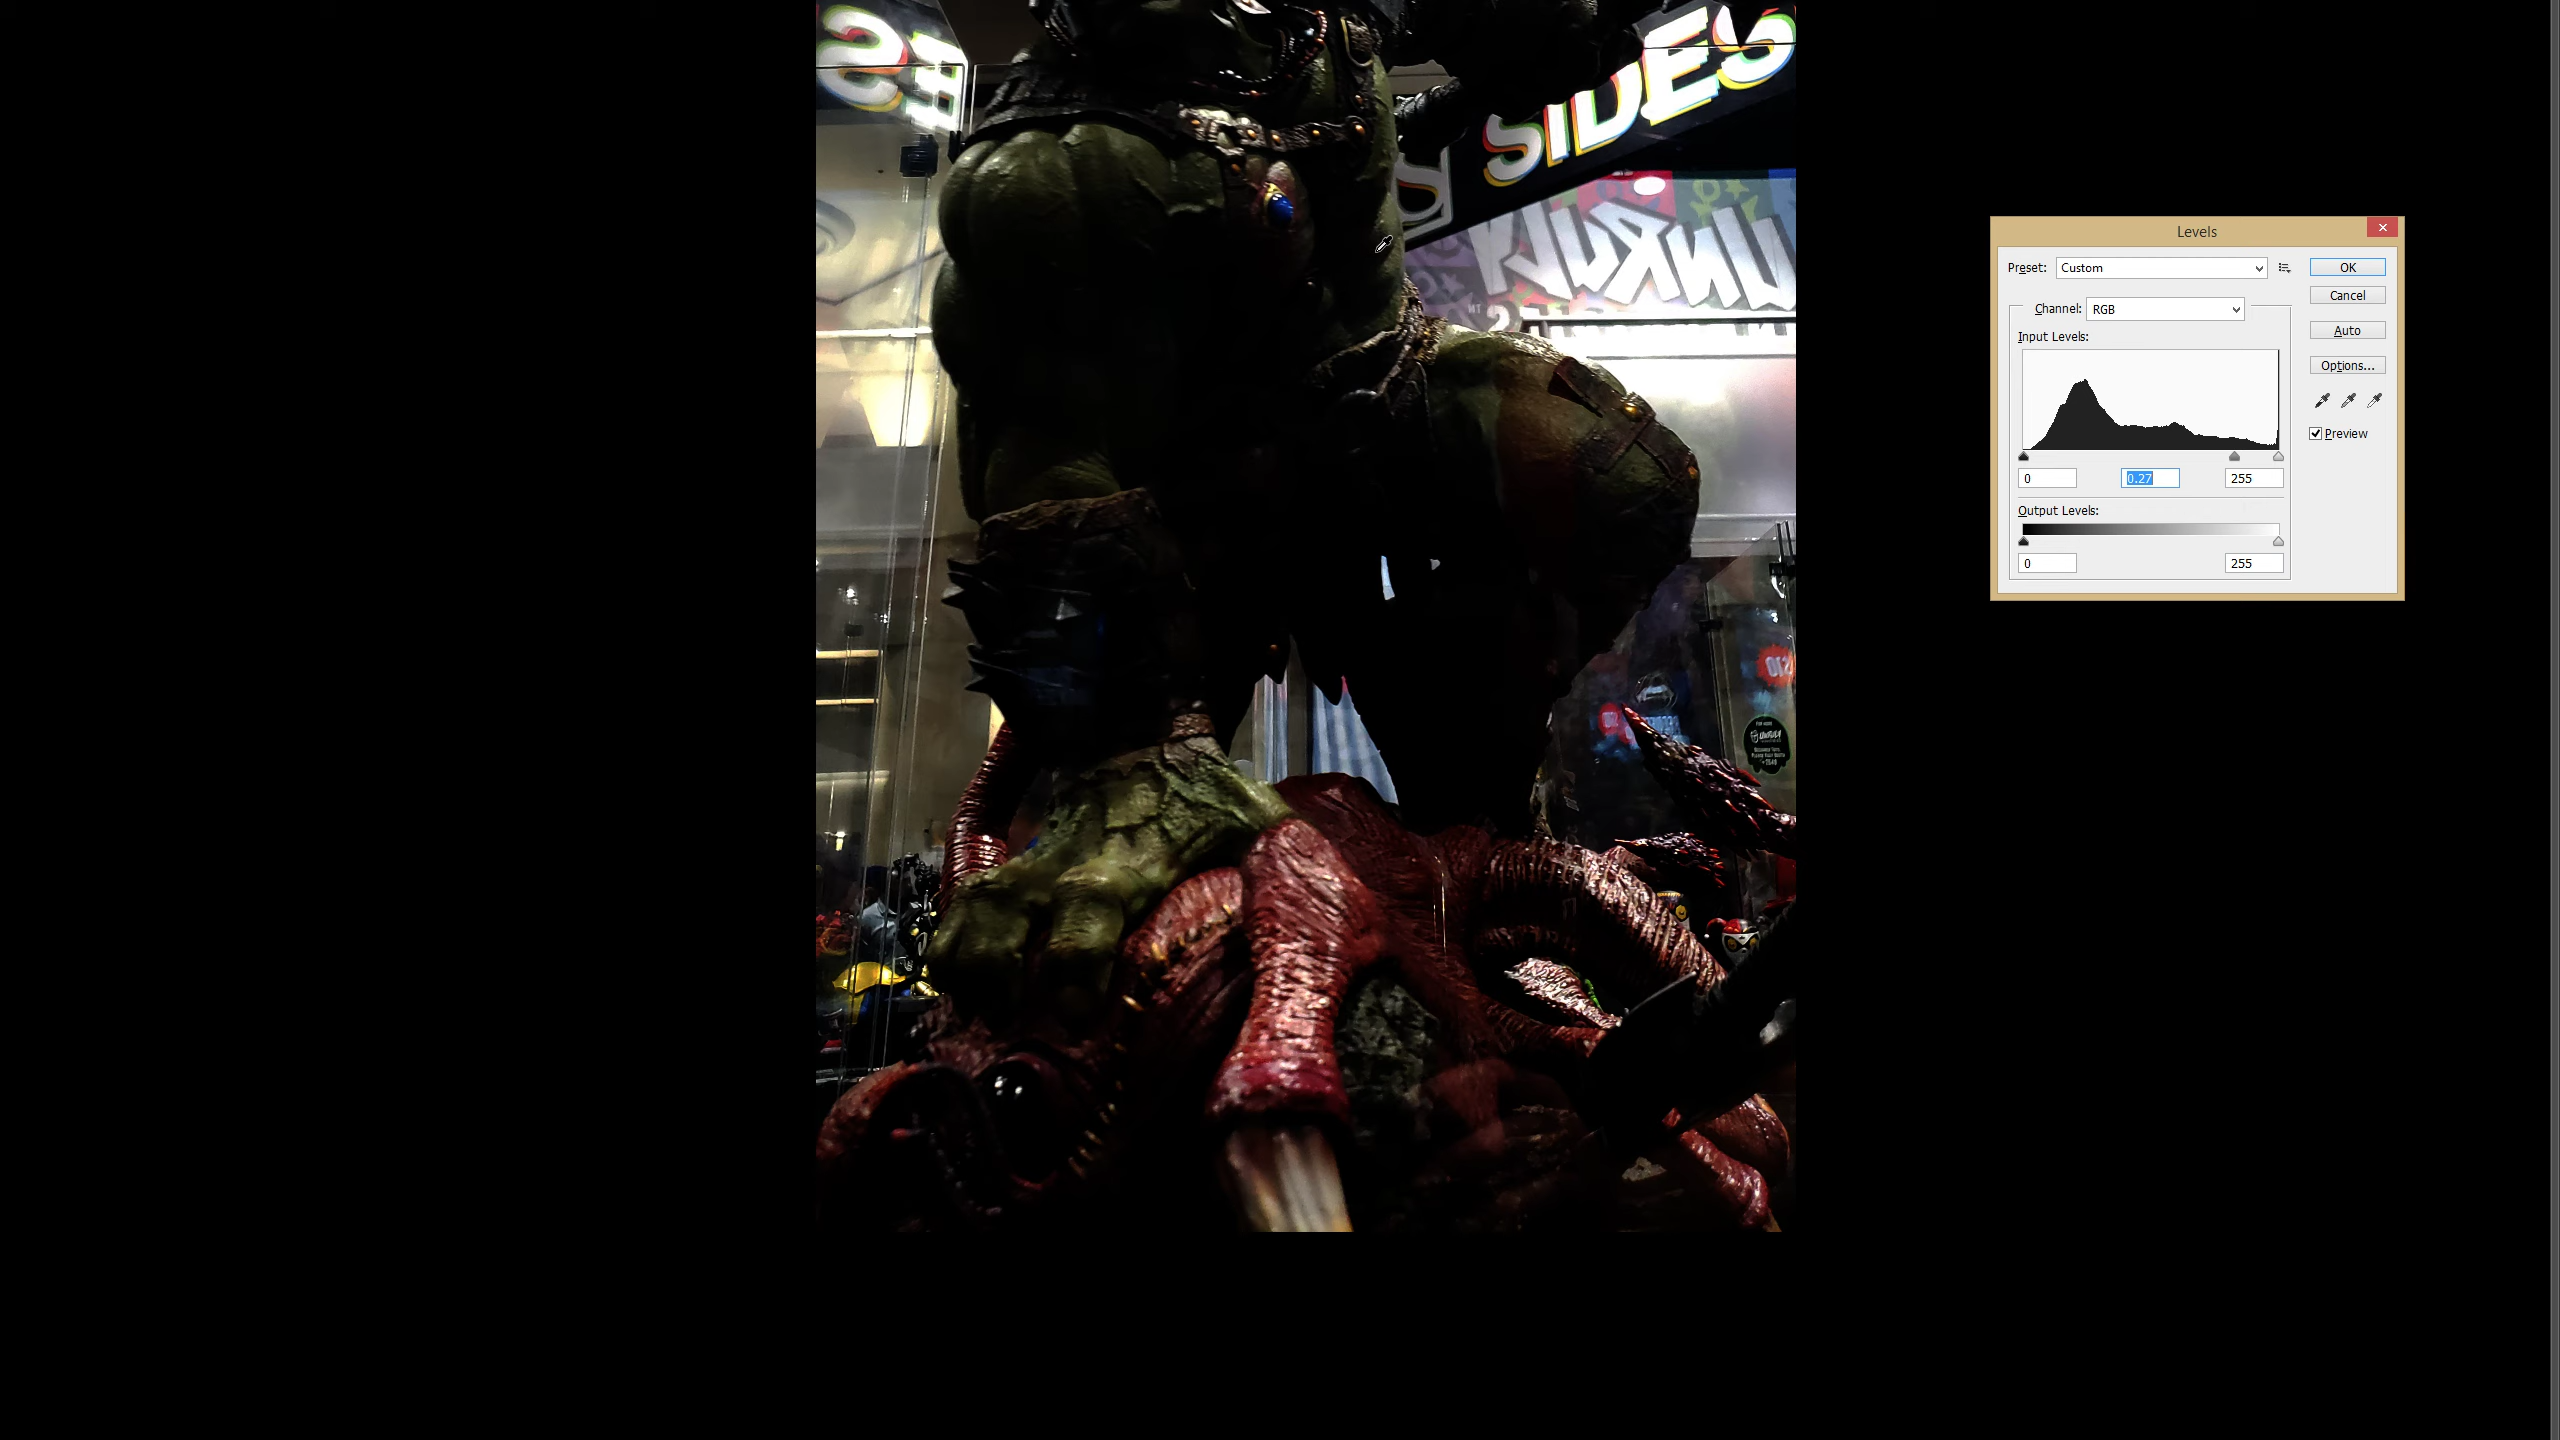 SIDES
UNRULY
Levels
Preset:
Custom
OK
Cancel
Channel:
RGB
Auto
Input Levels:
Options...
Preview
0
0.27
255
Output Levels:
0
255